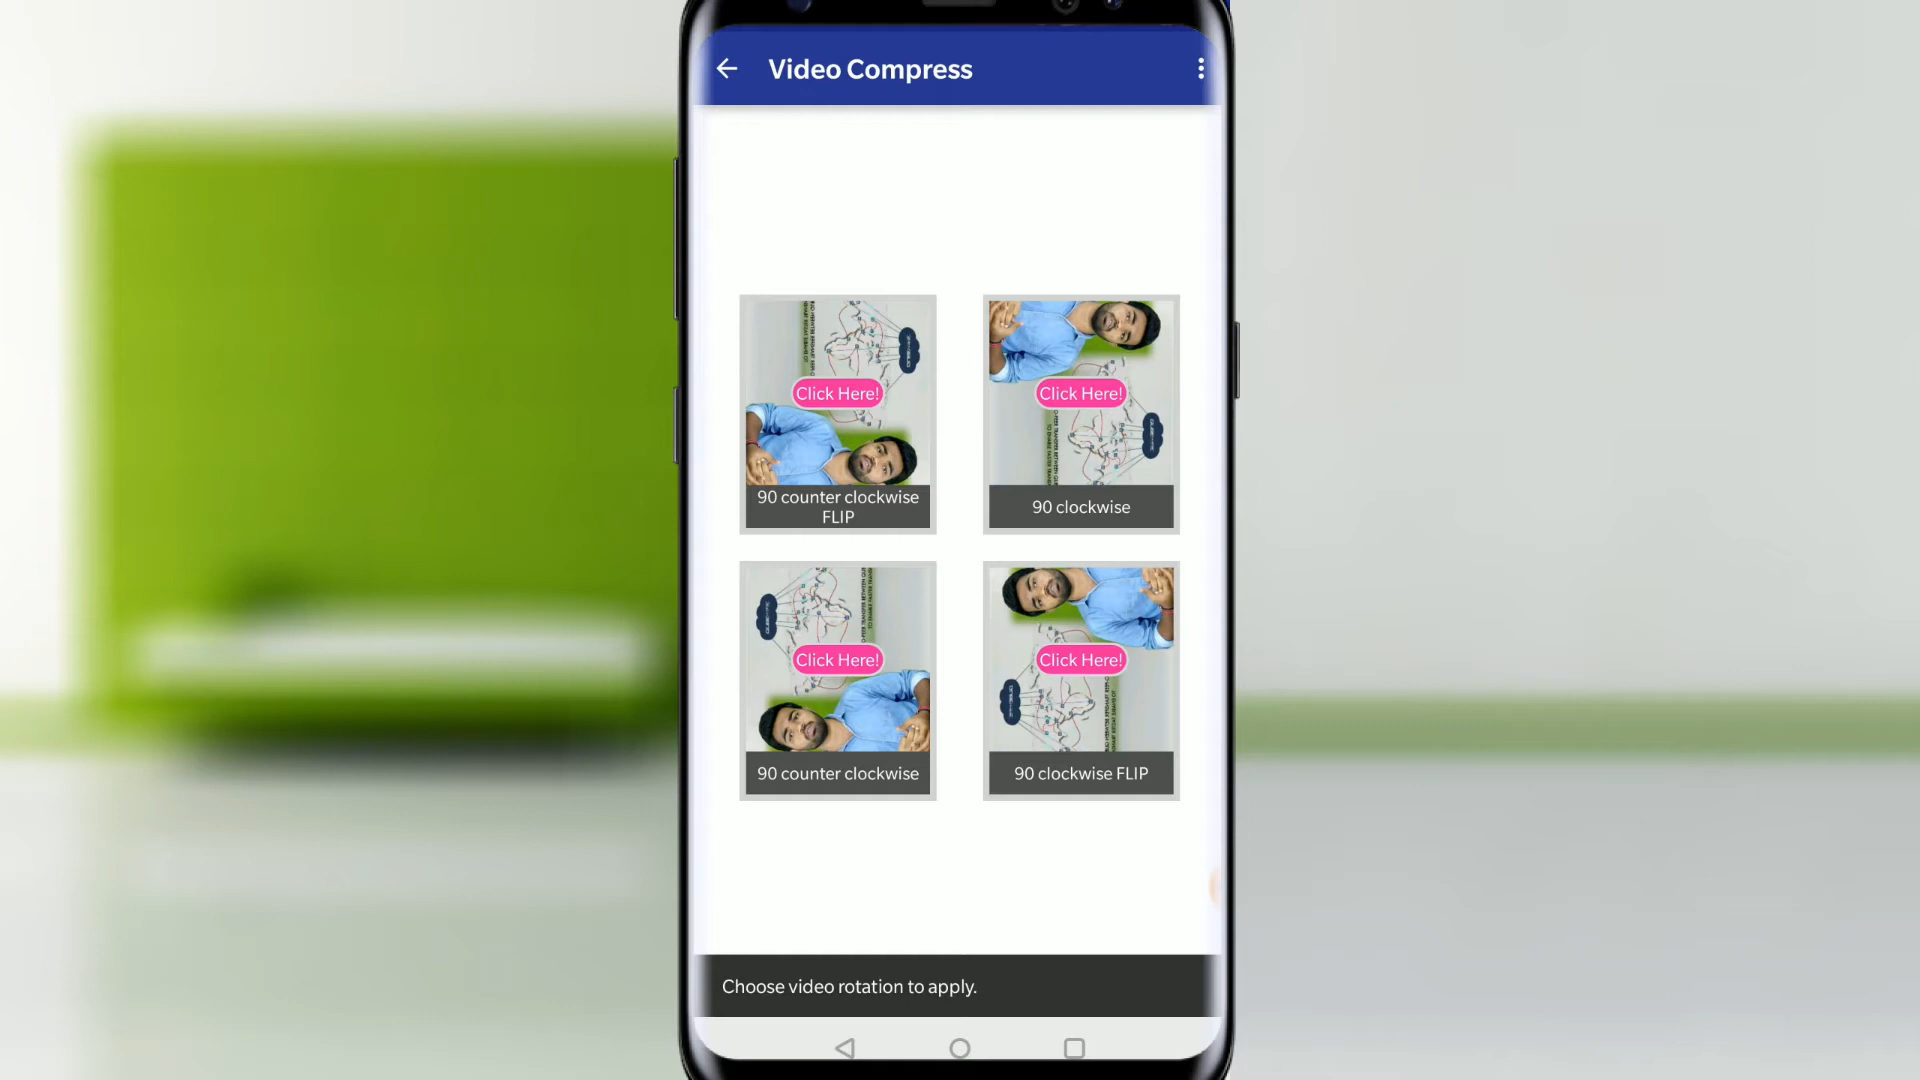 Video Compress
Click Here!
90 counter clockwise
FLIP
Click Here!
90 clockwise
Click Here!
90 counter clockwise
Click Here!
90 clockwise FLIP
Choose video rotation to apply.